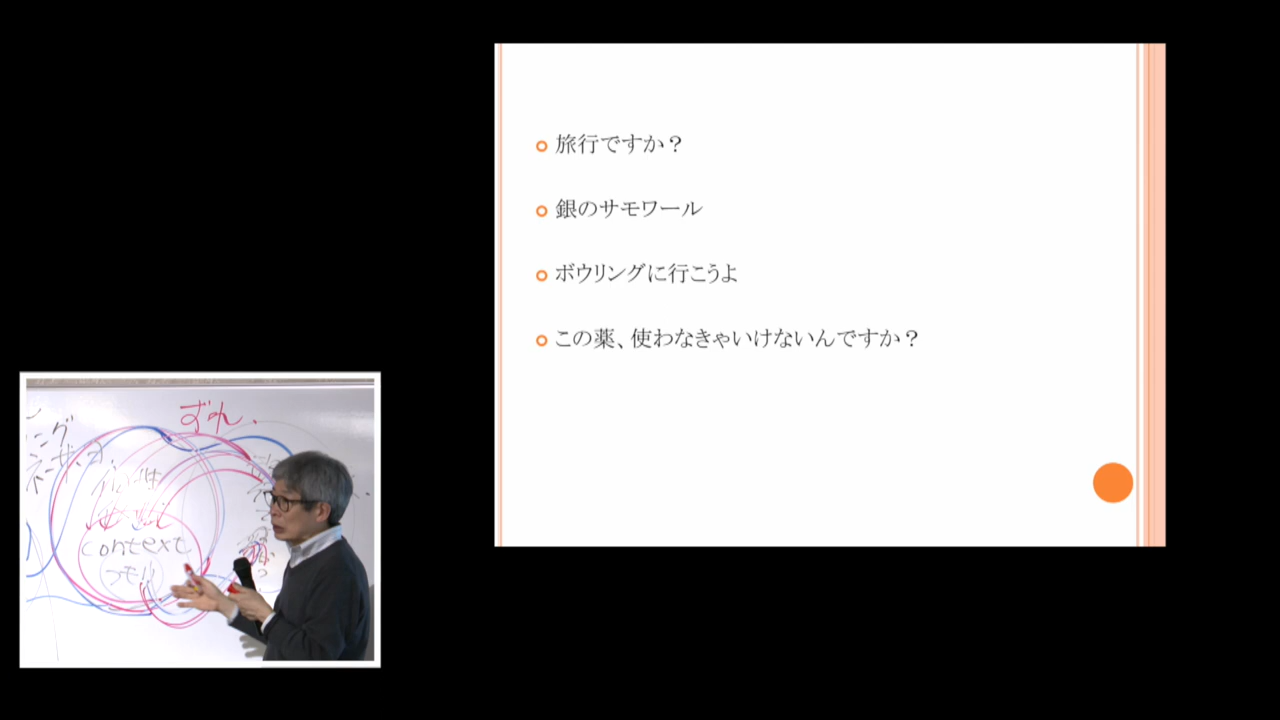 旅行ですか？
銀のサモワール
ボウリングに行こうよ
この薬、使わなきゃいけないんですか？
ずれ.
context